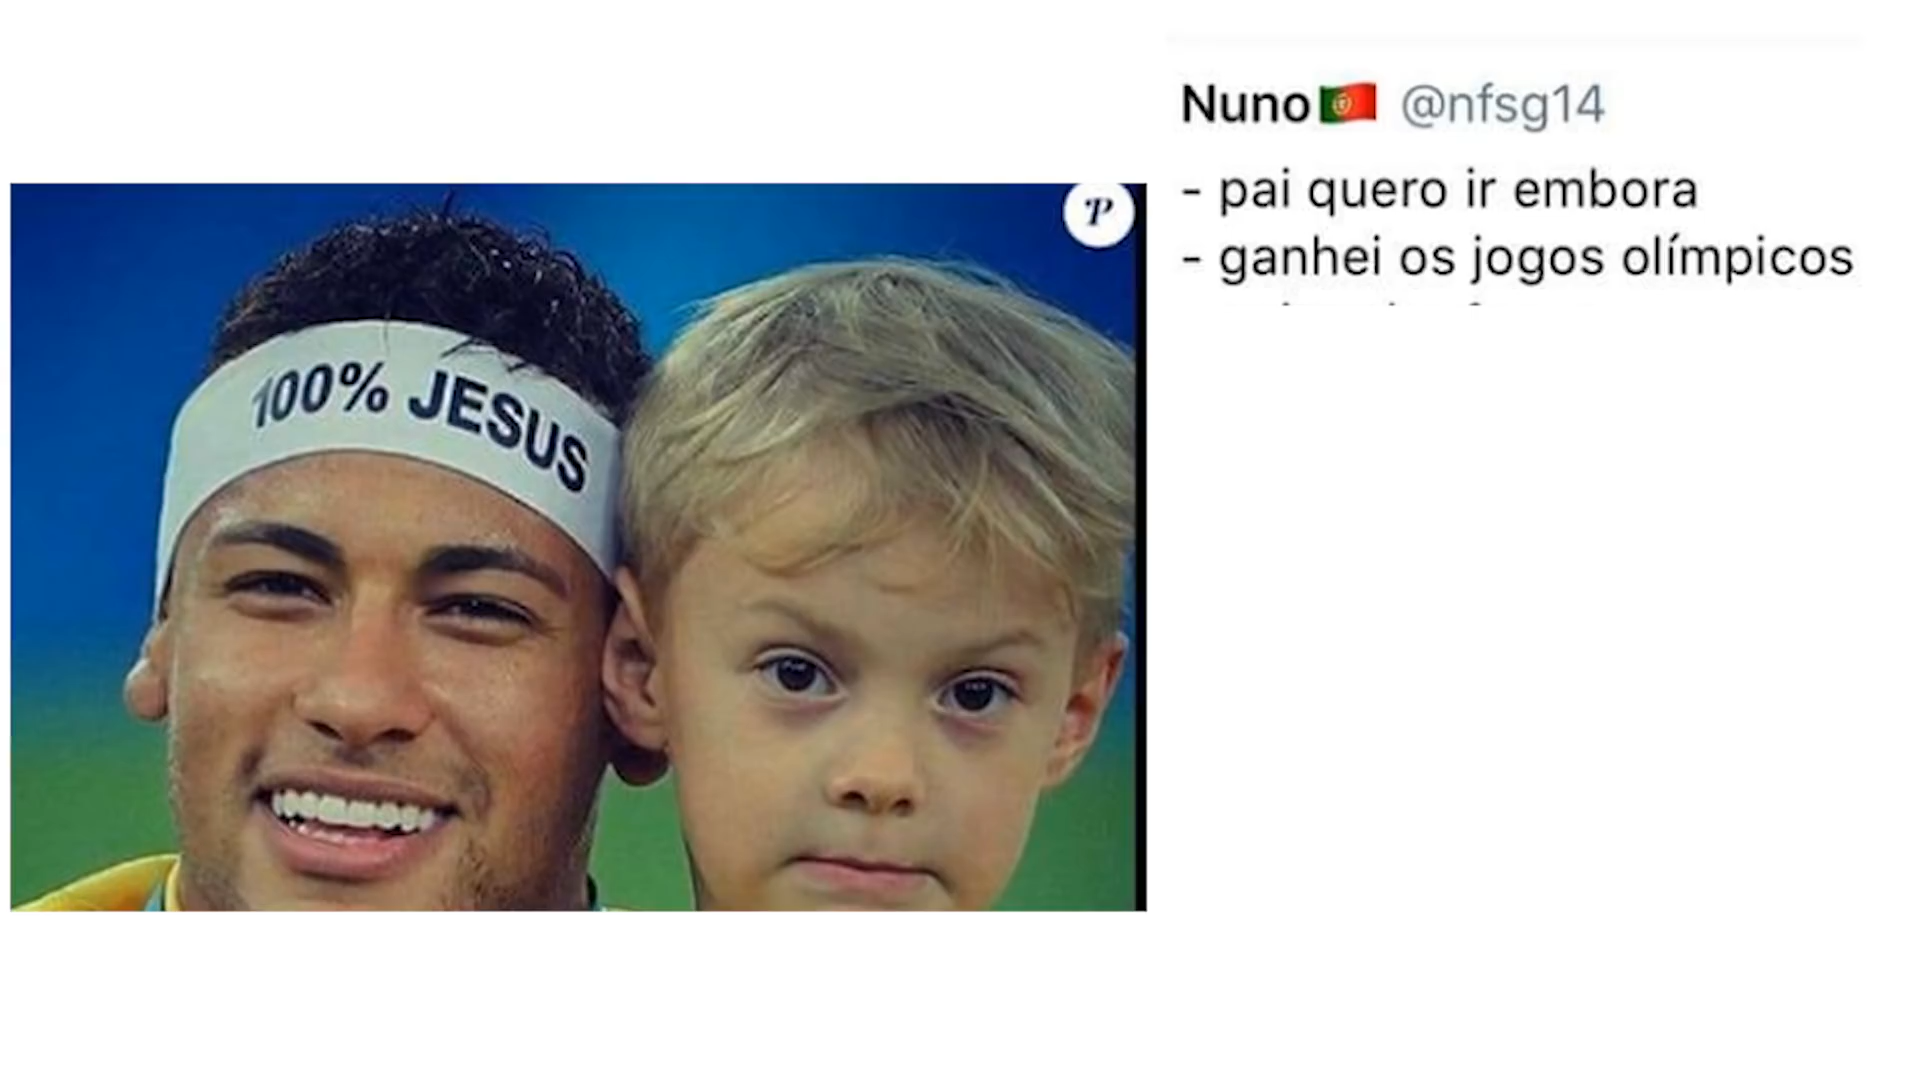 100% JESUS
P
Nuno🇵🇹 @nfsg14
- pai quero ir embora
- ganhei os jogos olímpicos